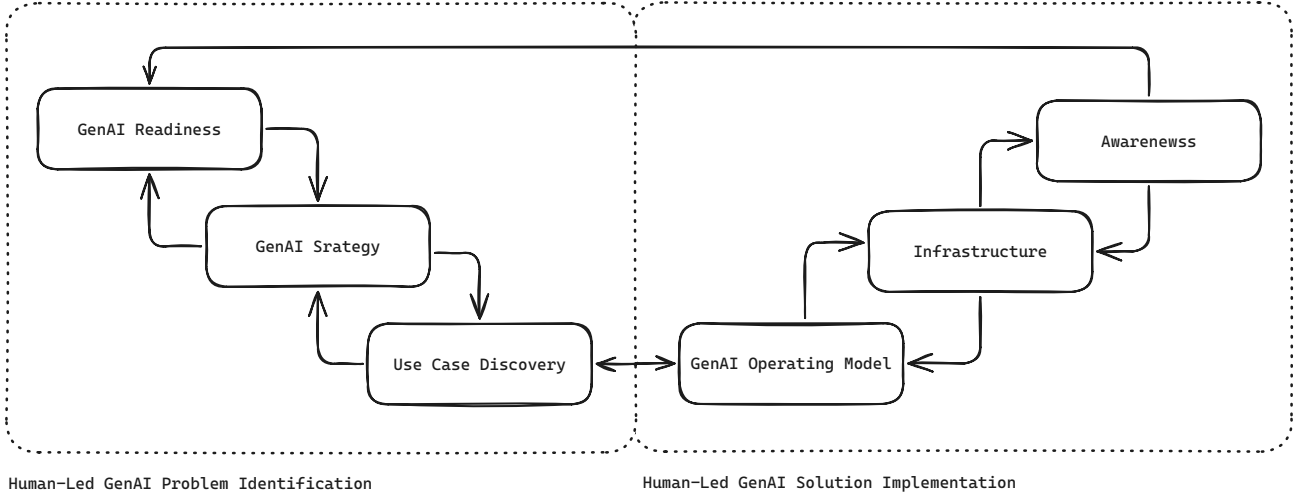 GenAI Readiness
GenAI Srategy
Use Case Discovery
Human-Led GenAI Problem Identification
Awarenewss
Infrastructure
GenAI Operating Model
Human-Led GenAI Solution Implementation